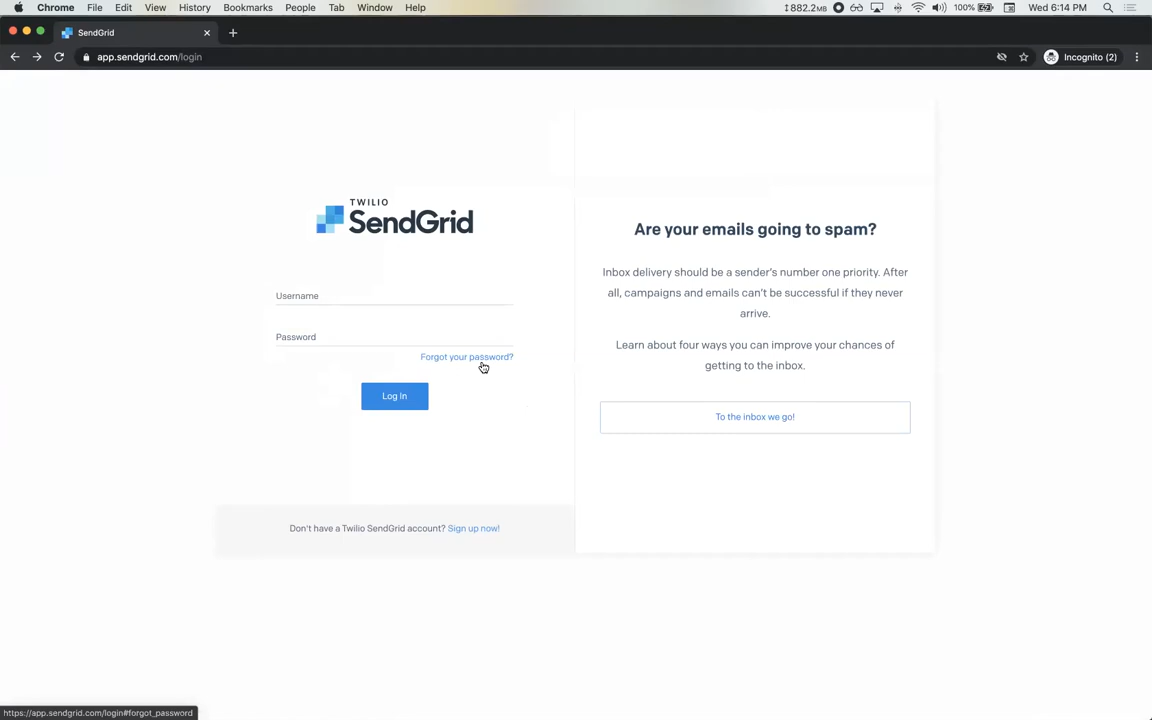 Chrome File Edit View History Bookmarks People Tab Window Help
882.2MB 100% Wed 6:14 PM
SendGrid
app.sendgrid.com/login
Incognito (2)
TWILIO
SendGrid
Username
Password
Forgot your password?
Log In
Don't have a Twilio SendGrid account? Sign up now!
Are your emails going to spam?
Inbox delivery should be a sender's number one priority. After
all, campaigns and emails can't be successful if they never
arrive.
Learn about four ways you can improve your chances of
getting to the inbox.
To the inbox we go!
https://app.sendgrid.com/login#forgot_password